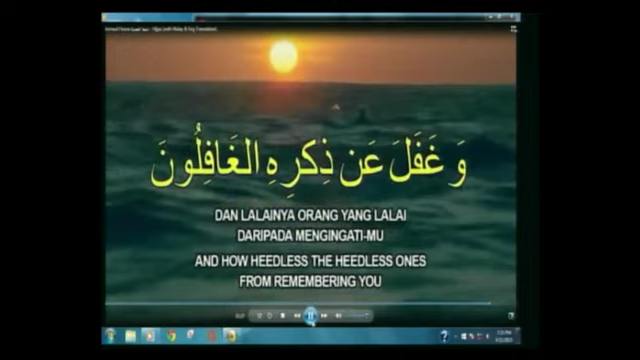 وَ غَفَلَ عَن ذِكرِهِ الغَافِلُونَ
DAN LALAINYA ORANG YANG LALAI
DARIPADA MENGINGATI-MU
AND HOW HEEDLESS THE HEEDLESS ONES
FROM REMEMBERING YOU